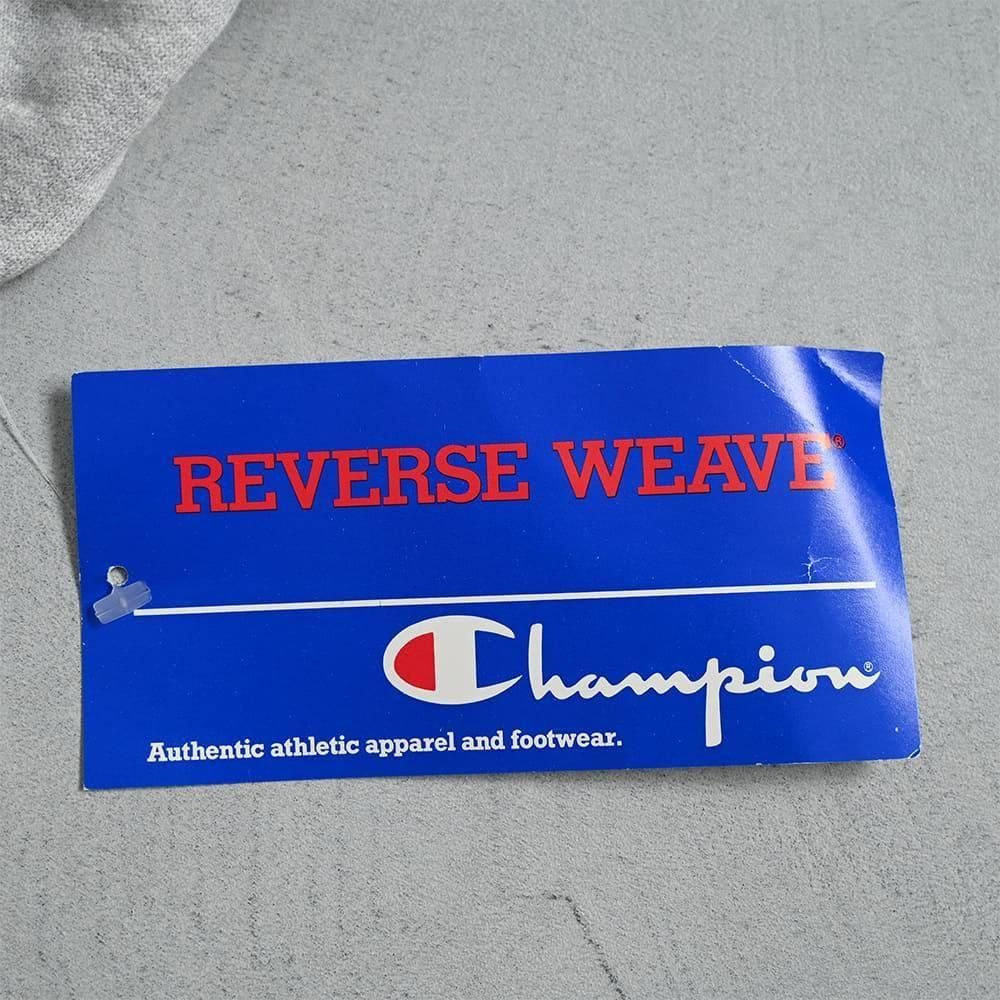 REVERSE WEAVE®
Champion®
Authentic athletic apparel and footwear.